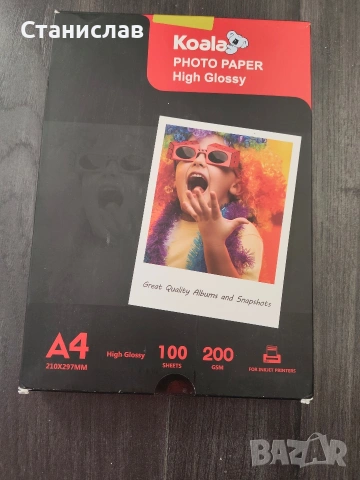 Станислав
Koala
PHOTO PAPER
High Glossy
Great Quality Albums and Snapshots
A4
210X297MM
High Glossy
100
SHEETS
200
GSM
FOR INKJET PRINTERS
BAZAR